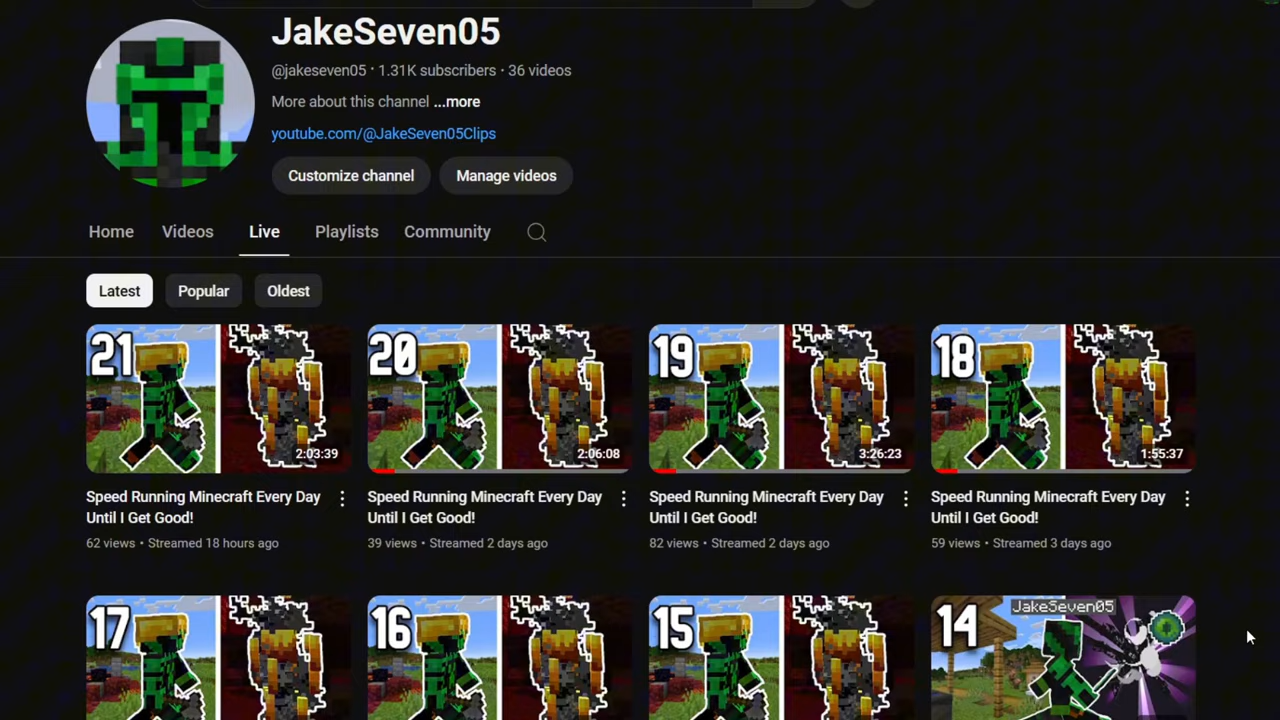 JakeSeven05
@jakeseven05 • 1.31K subscribers • 36 videos
More about this channel ...more
youtube.com/@JakeSeven05Clips
Customize channel Manage videos
Home Videos Live Playlists Community
Latest Popular Oldest
21 20 19 18
2:03:39 2:06:08 3:26:23 1:55:37
Speed Running Minecraft Every Day Speed Running Minecraft Every Day Speed Running Minecraft Every Day Speed Running Minecraft Every Day
Until I Get Good! Until I Get Good! Until I Get Good! Until I Get Good!
62 views • Streamed 18 hours ago 39 views • Streamed 2 days ago 82 views • Streamed 2 days ago 59 views • Streamed 3 days ago
17 16 15 14 JakeSeven05